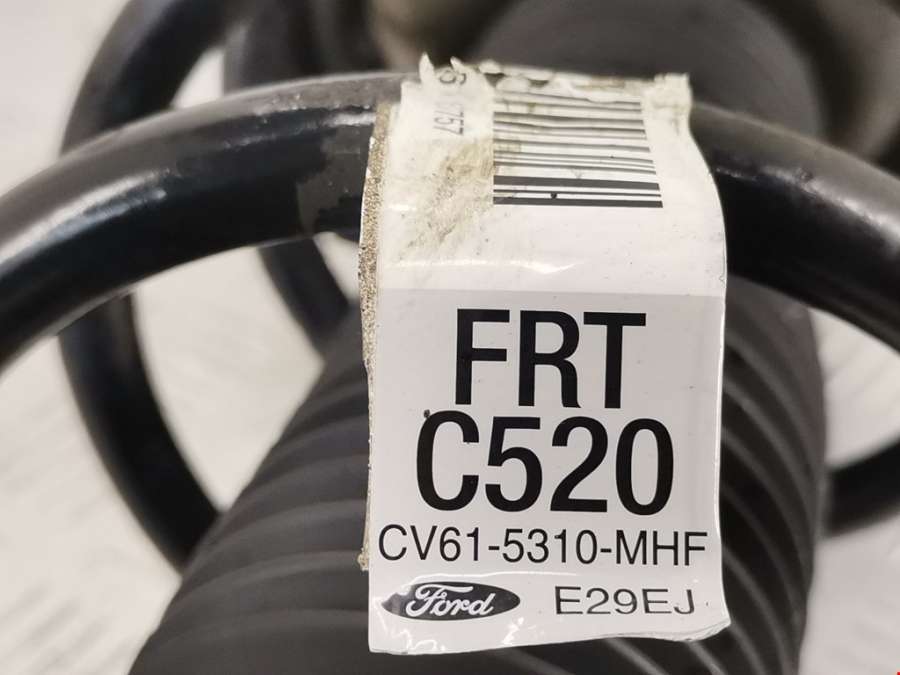 FRT
C520
CV61-5310-MHF
Ford E29EJ